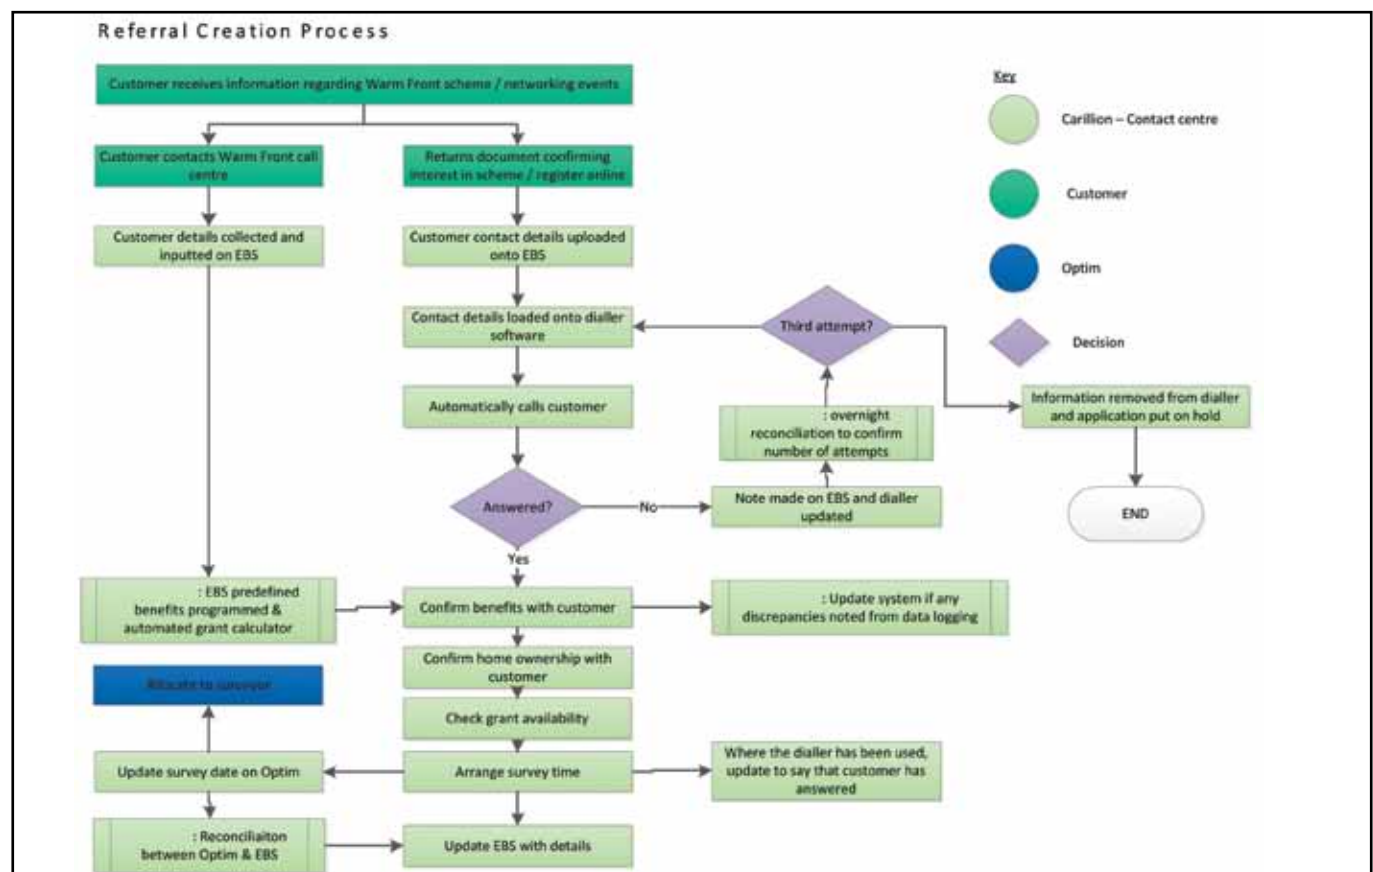 Referral Creation Process
Customer receives information regarding Warm Front scheme / networking events
Customer contacts Warm Front call
centre
Returns document confirming
interest in scheme / register online
Customer details collected and
inputted on EBS
Customer contact details uploaded
onto EBS
Contact details loaded onto dialler
software
Automatically calls customer
Answered?
No
Yes
Note made on EBS and dialler
updated
: overnight
reconciliation to confirm
number of attempts
Third attempt?
Information removed from dialler
and application put on hold
END
: EBS predefined
benefits programmed &
automated grant calculator
Confirm benefits with customer
: Update system if any
discrepancies noted from data logging
Confirm home ownership with
customer
Allocate to surveyor
Check grant availability
Update survey date on Optim
Arrange survey time
Where the dialler has been used,
update to say that customer has
answered
: Reconciliaiton
between Optim & EBS
Update EBS with details
Key
Carillion – Contact centre
Customer
Optim
Decision